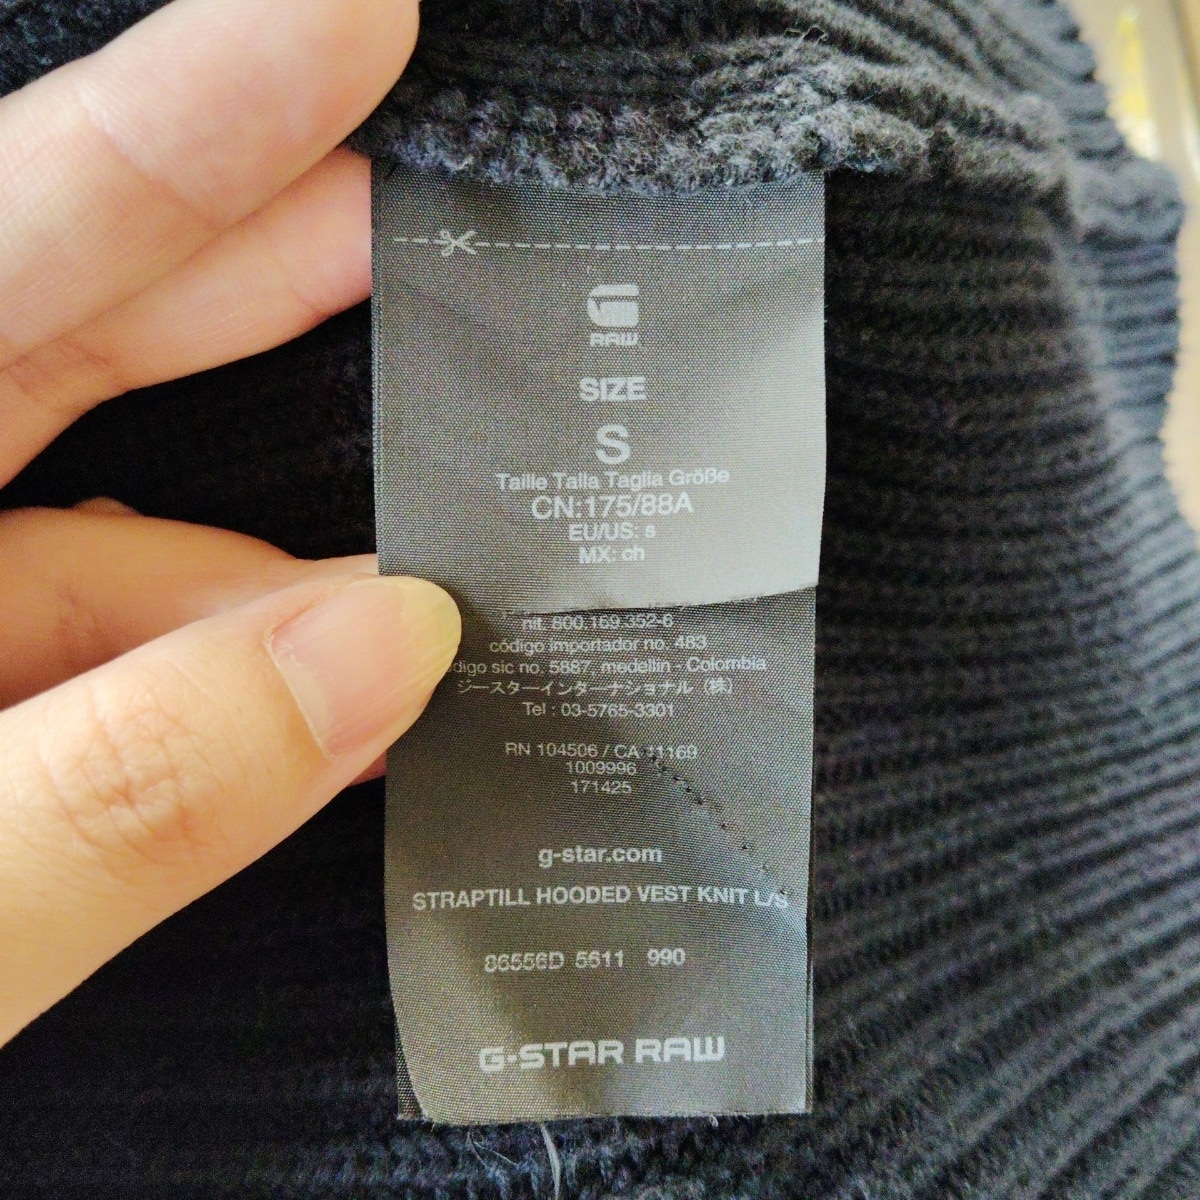 RAW
SIZE
S
Taille Talla Taglia Größe
CN:175/88A
EU/US: s
MX: ch
nit. 800.169.352-6
código importador no. 483
digo sic no. 5887, medellin - Colombia
ジースターインターナショナル (株)
Tel : 03-5765-3301
RN 104506 / CA 11169
1009996
171425
g-star.com
STRAPTILL HOODED VEST KNIT L/S
86556D 5611 990
G-STAR RAW